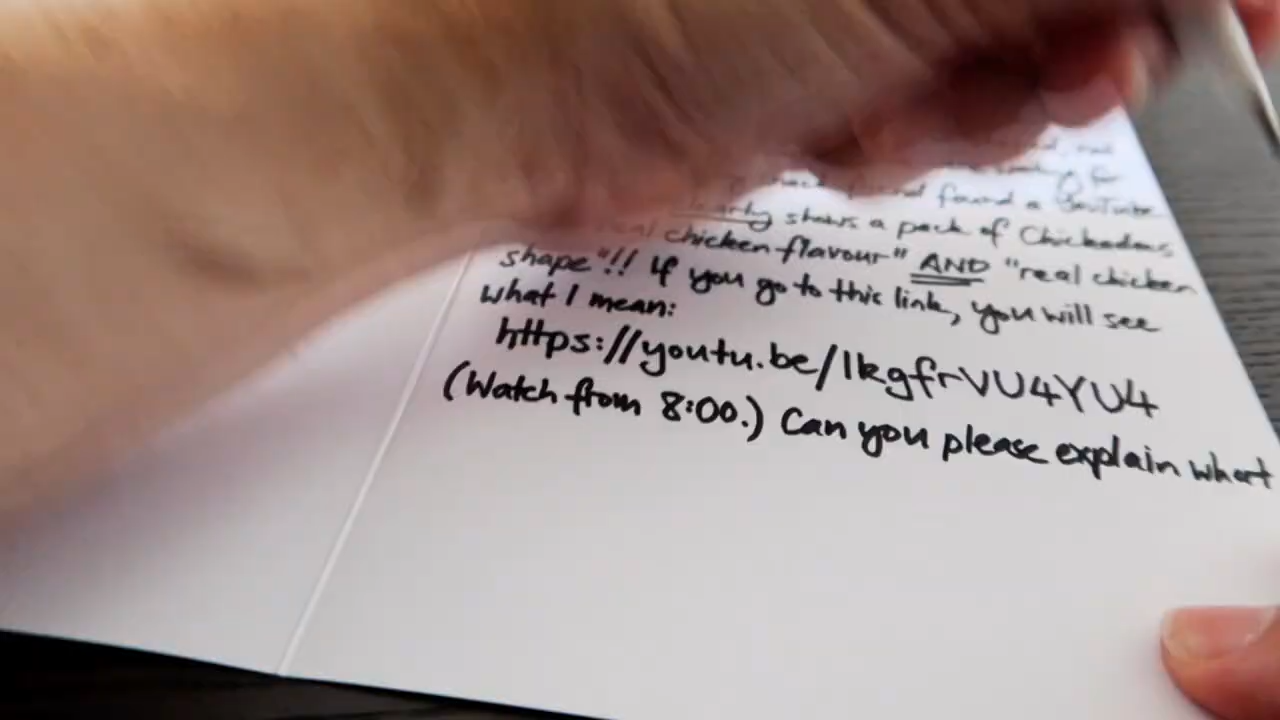 found a YouTube
shows a pack of Chickadees
chicken flavour" AND "real chicken
shape"!! If you go to this link, you will see
what I mean:
https://youtu.be/1kgfrVU4YU4
(Watch from 8:00.) Can you please explain what